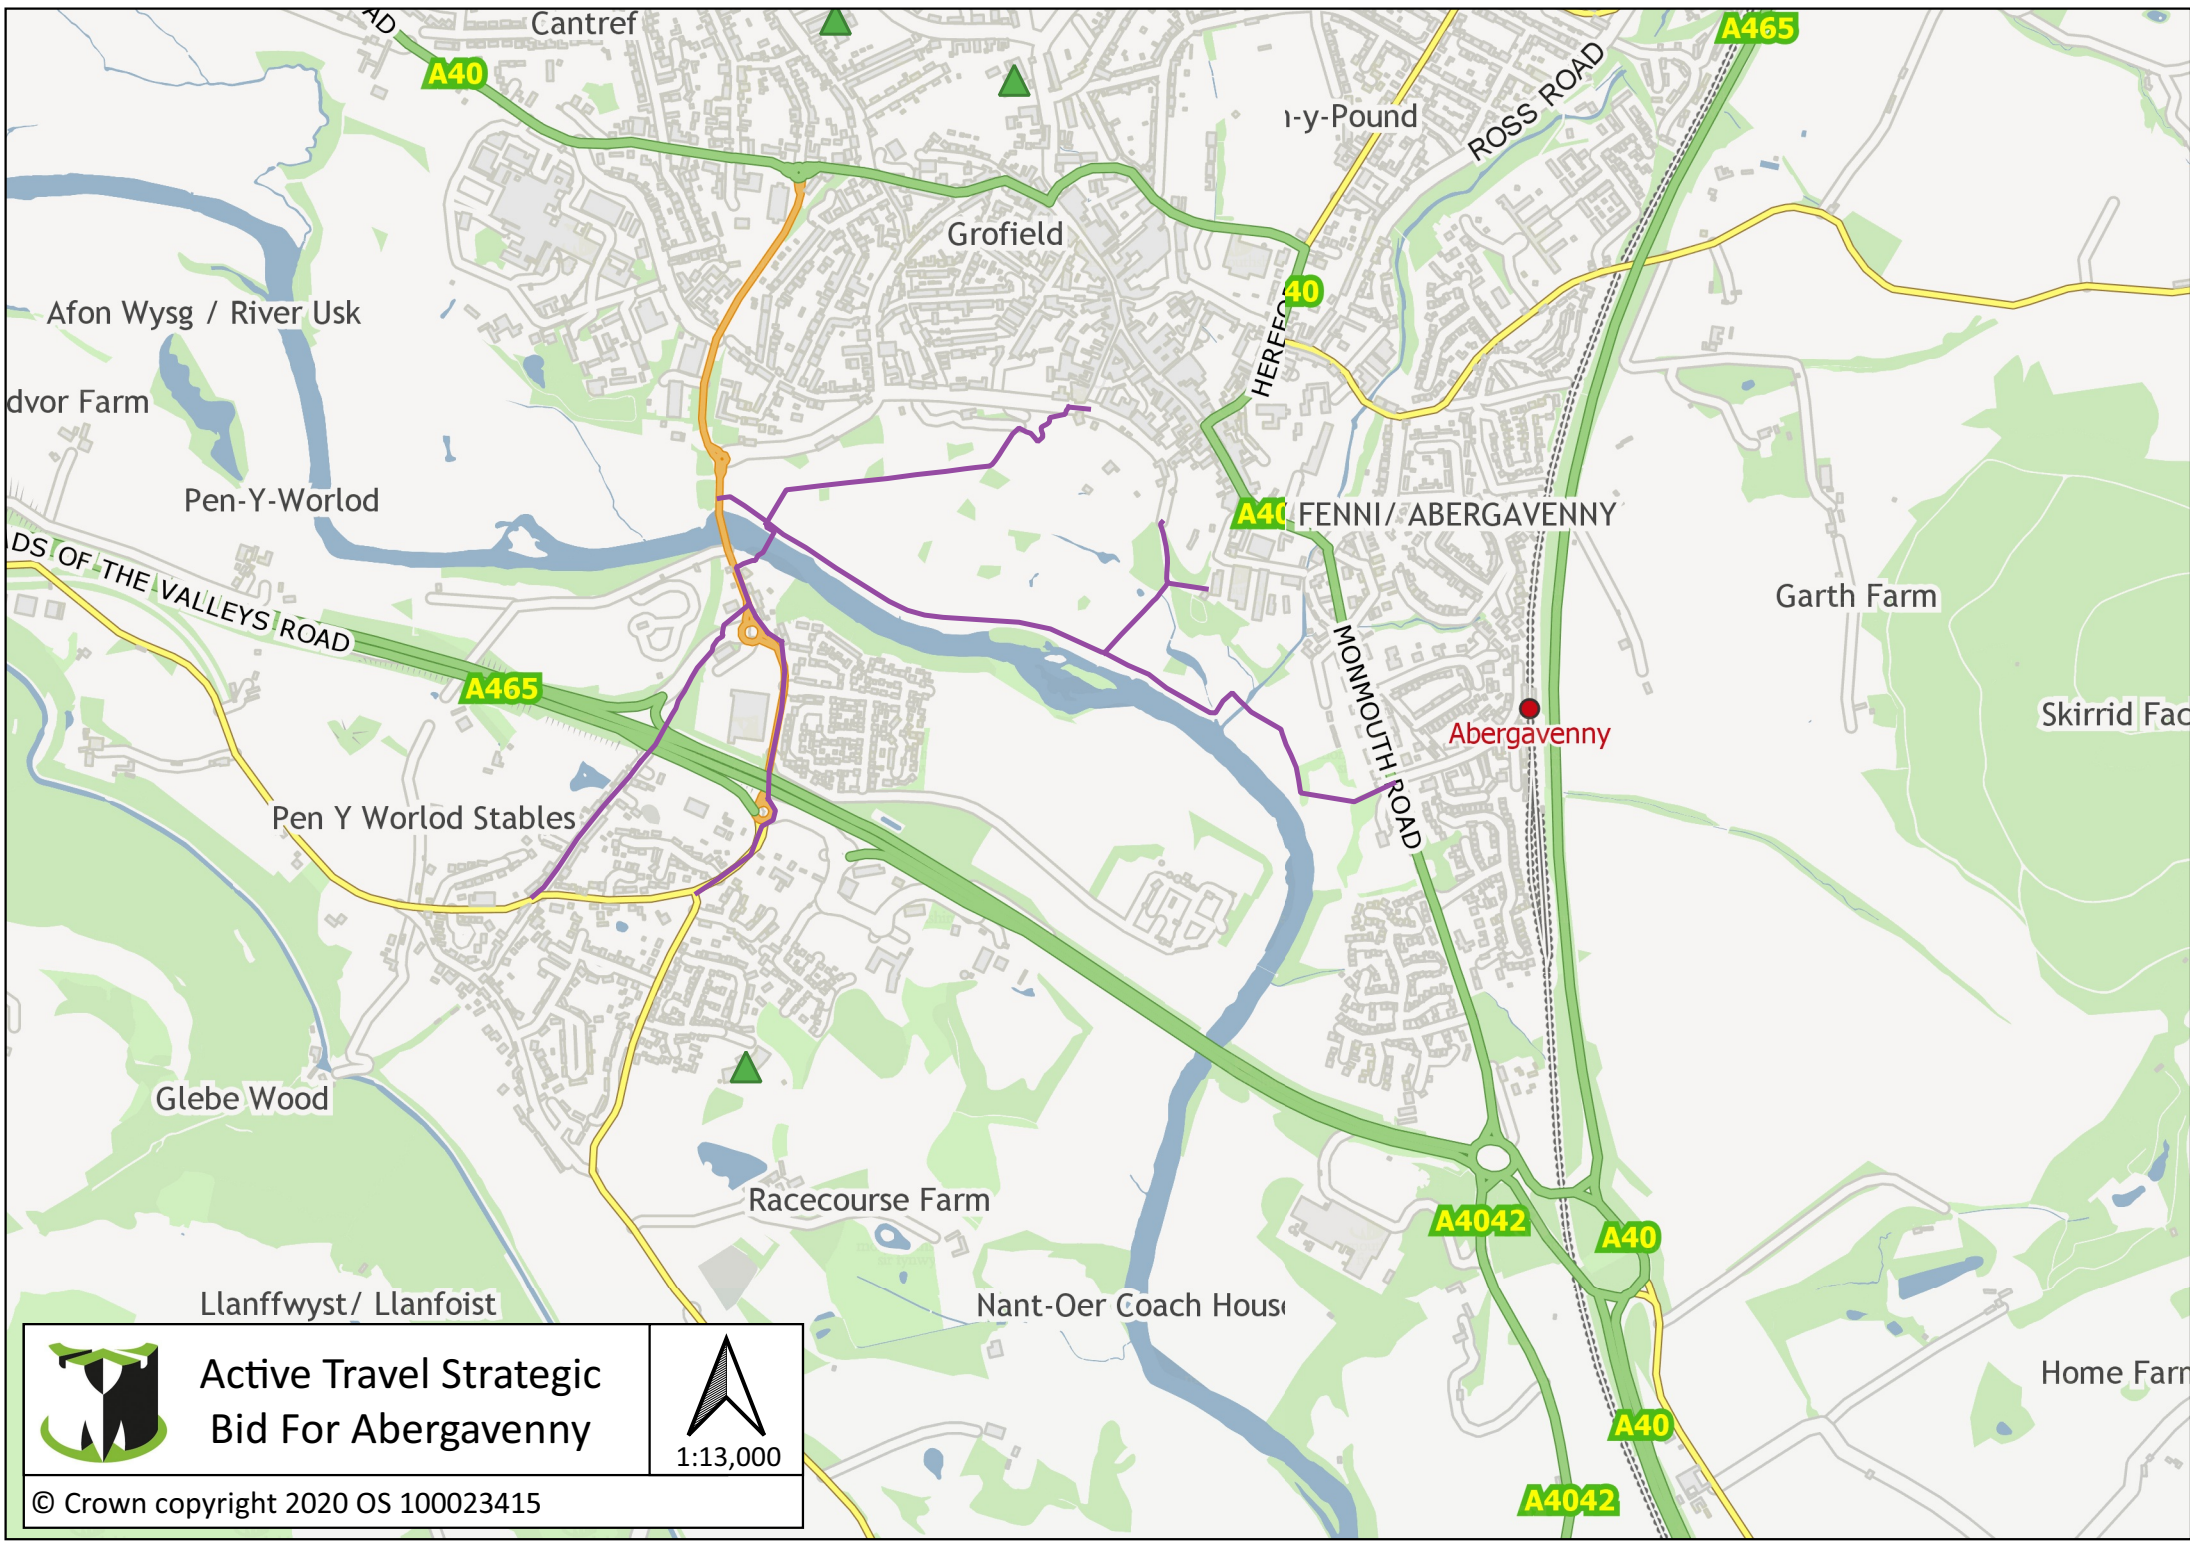 AD
Cantref
A40
A465
ROSS ROAD
n-y-Pound
Grofield
40
HEREFO
Afon Wysg / River Usk
dvor Farm
Pen-Y-Worlod
A40
FENNI/ ABERGAVENNY
ADS OF THE VALLEYS ROAD
Garth Farm
MONMOUTH ROAD
A465
Abergavenny
Skirrid Fac
Pen Y Worlod Stables
Glebe Wood
Racecourse Farm
A4042
A40
Llanffwyst/ Llanfoist
Nant-Oer Coach House
Home Farm
A40
A4042
Active Travel Strategic
Bid For Abergavenny
1:13,000
© Crown copyright 2020 OS 100023415